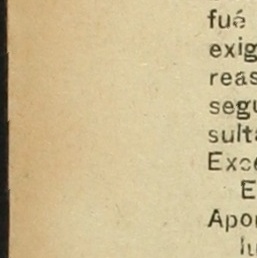 fué
exig
reas
segu
sulta
Exce
E
Apor
lu